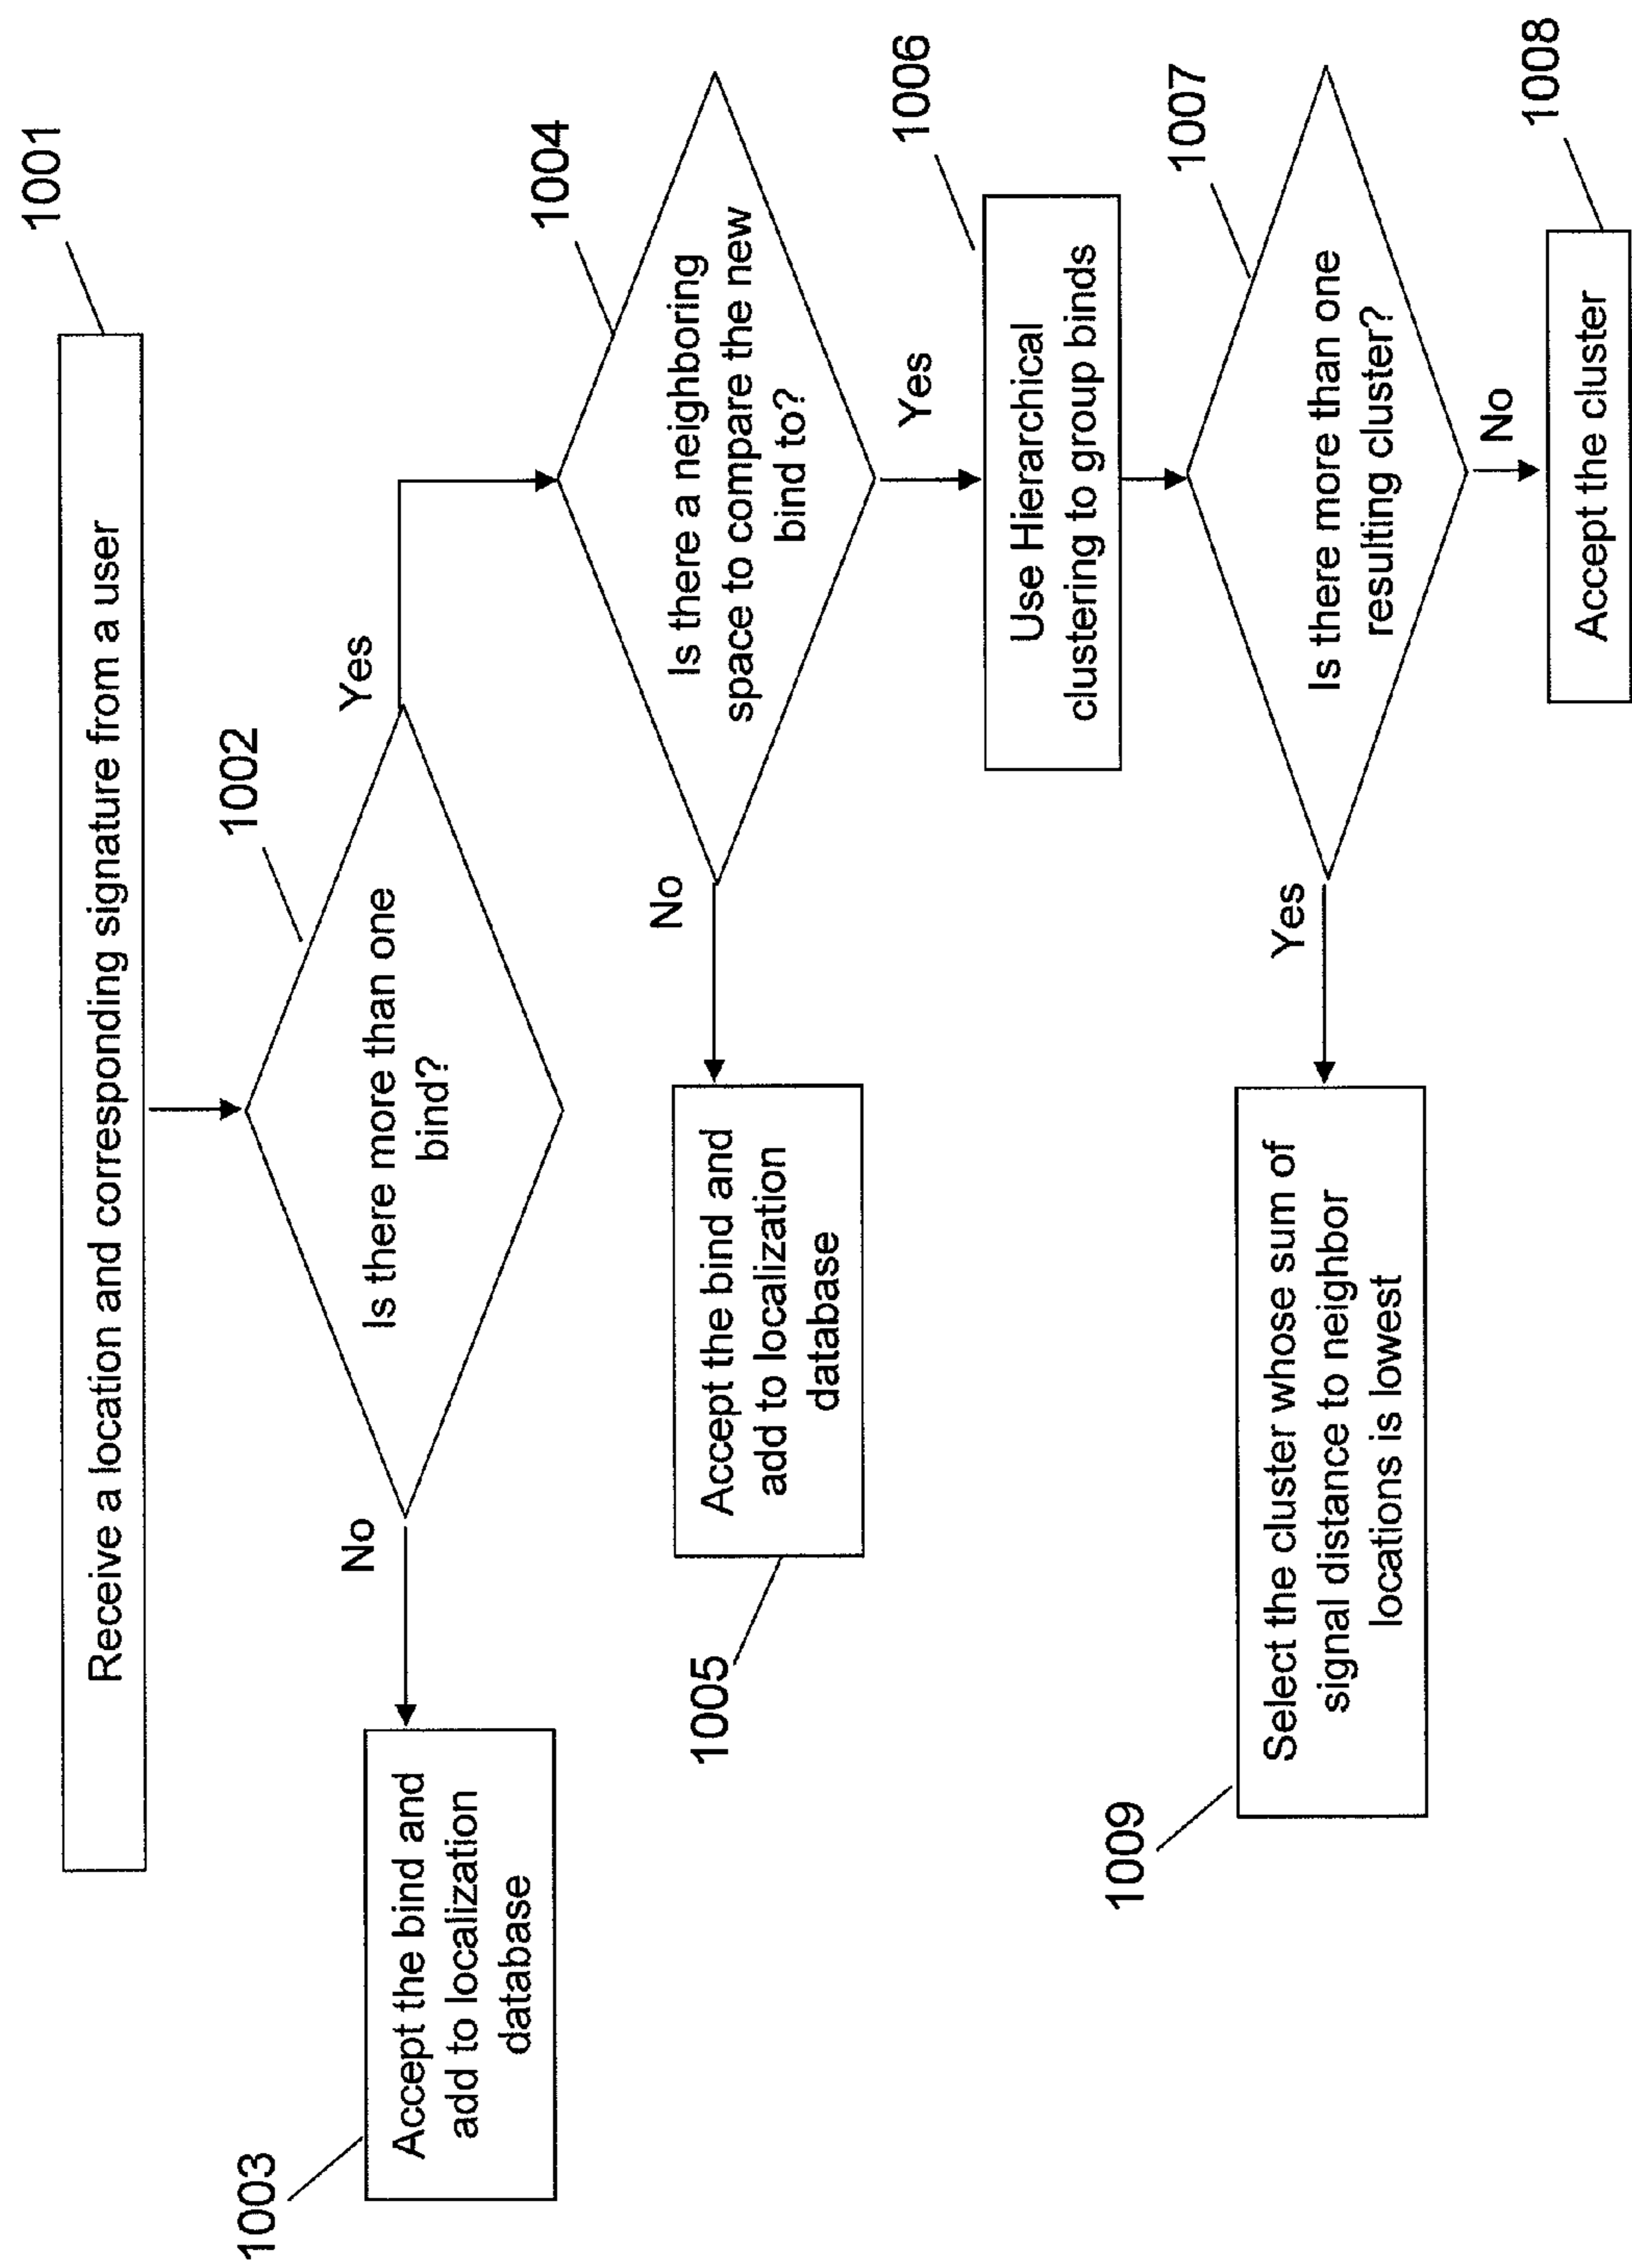 1001
Receive a location and corresponding signature from a user
1002
Is there more than one
bind?
No
Yes
1003
Accept the bind and
add to localization
database
1004
Is there a neighboring
space to compare the new
bind to?
No
Yes
1005
Accept the bind and
add to localization
database
1006
Use Hierarchical
clustering to group binds
1007
Is there more than one
resulting cluster?
Yes
No
1009
Select the cluster whose sum of
signal distance to neighbor
locations is lowest
1008
Accept the cluster